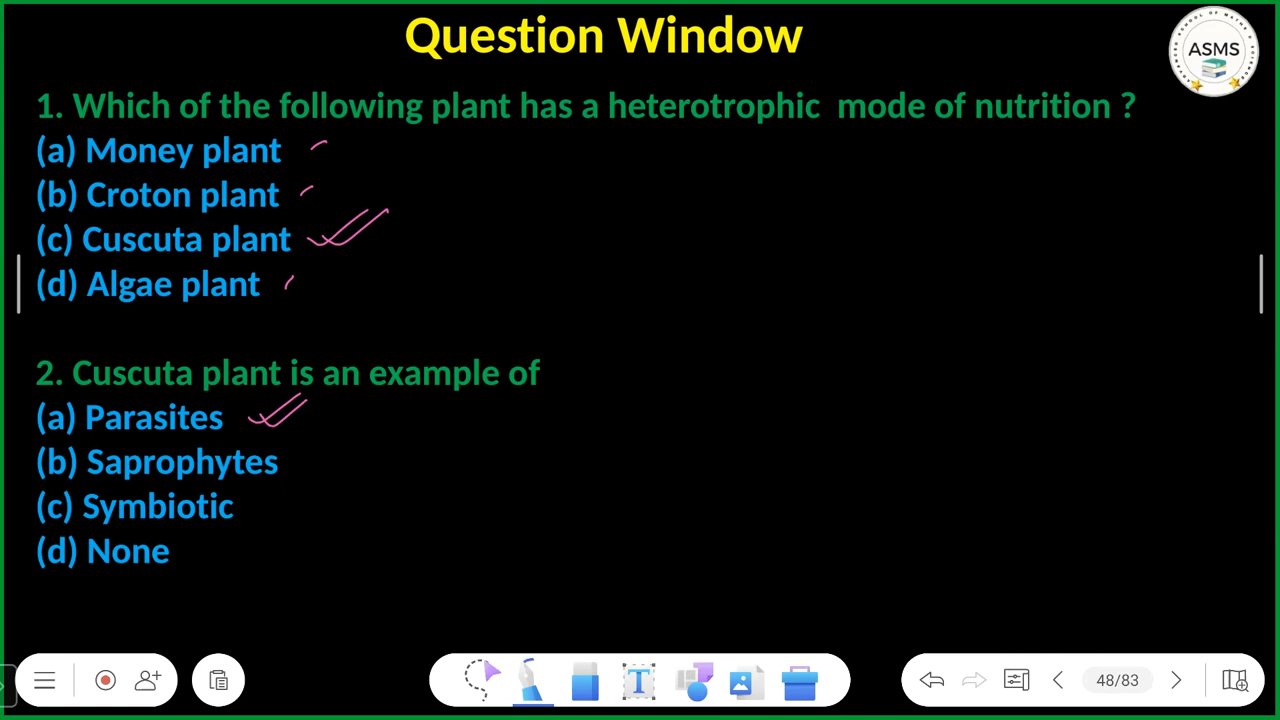 Question Window
ASMS
1. Which of the following plant has a heterotrophic mode of nutrition ?
(a) Money plant
(b) Croton plant
(c) Cuscuta plant
(d) Algae plant
2. Cuscuta plant is an example of
(a) Parasites
(b) Saprophytes
(c) Symbiotic
(d) None
T
48/83